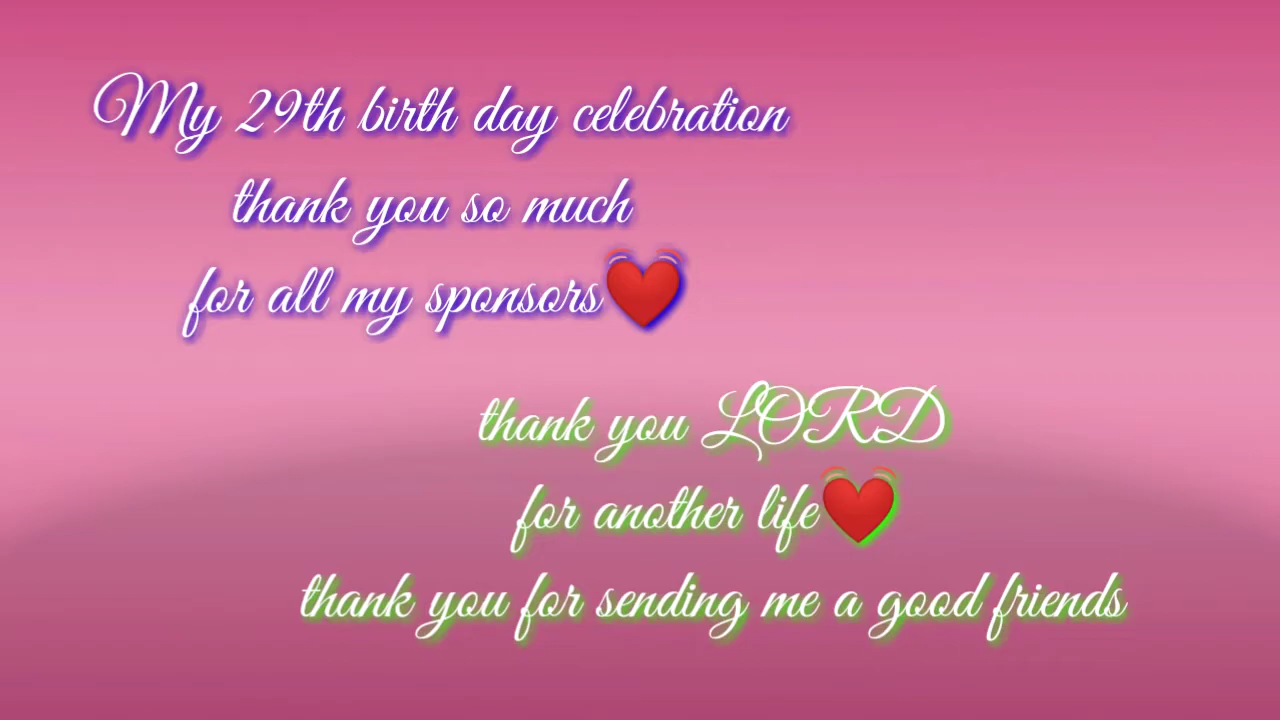 My 29th birth day celebration
thank you so much
for all my sponsors💓
thank you LORD
for another life💓
thank you for sending me a good friends